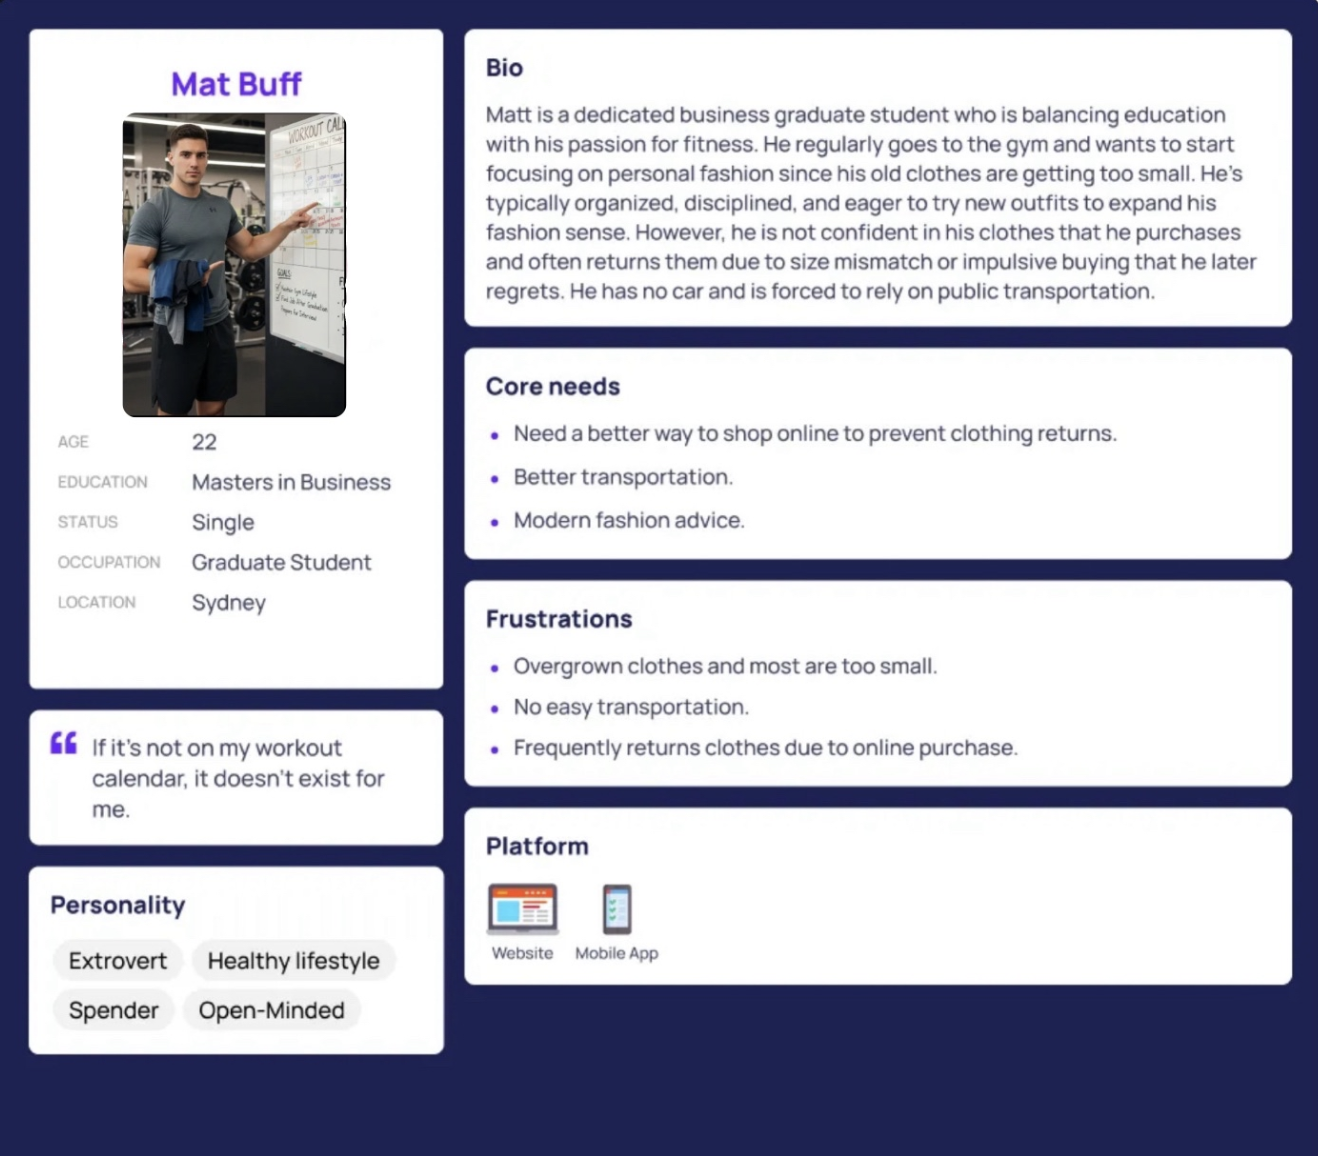 Mat Buff
WORKOUT CAL
GOALS
AGE 22
EDUCATION Masters in Business
STATUS Single
OCCUPATION Graduate Student
LOCATION Sydney
“ If it's not on my workout
calendar, it doesn't exist for
me.
Personality
Extrovert Healthy lifestyle
Spender Open-Minded
Bio
Matt is a dedicated business graduate student who is balancing education
with his passion for fitness. He regularly goes to the gym and wants to start
focusing on personal fashion since his old clothes are getting too small. He's
typically organized, disciplined, and eager to try new outfits to expand his
fashion sense. However, he is not confident in his clothes that he purchases
and often returns them due to size mismatch or impulsive buying that he later
regrets. He has no car and is forced to rely on public transportation.
Core needs
• Need a better way to shop online to prevent clothing returns.
• Better transportation.
• Modern fashion advice.
Frustrations
• Overgrown clothes and most are too small.
• No easy transportation.
• Frequently returns clothes due to online purchase.
Platform
Website Mobile App